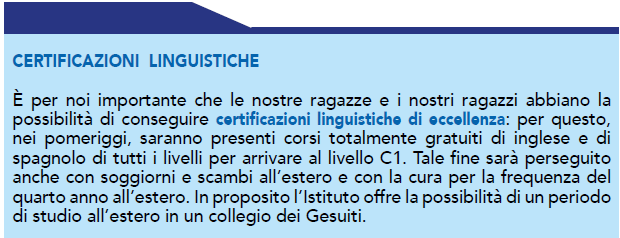 CERTIFICAZIONI LINGUISTICHE
È per noi importante che le nostre ragazze e i nostri ragazzi abbiano la
possibilità di conseguire certificazioni linguistiche di eccellenza: per questo,
nei pomeriggi, saranno presenti corsi totalmente gratuiti di inglese e di
spagnolo di tutti i livelli per arrivare al livello C1. Tale fine sarà perseguito
anche con soggiorni e scambi all’estero e con la cura per la frequenza del
quarto anno all’estero. In proposito l’Istituto offre la possibilità di un periodo
di studio all’estero in un collegio dei Gesuiti.